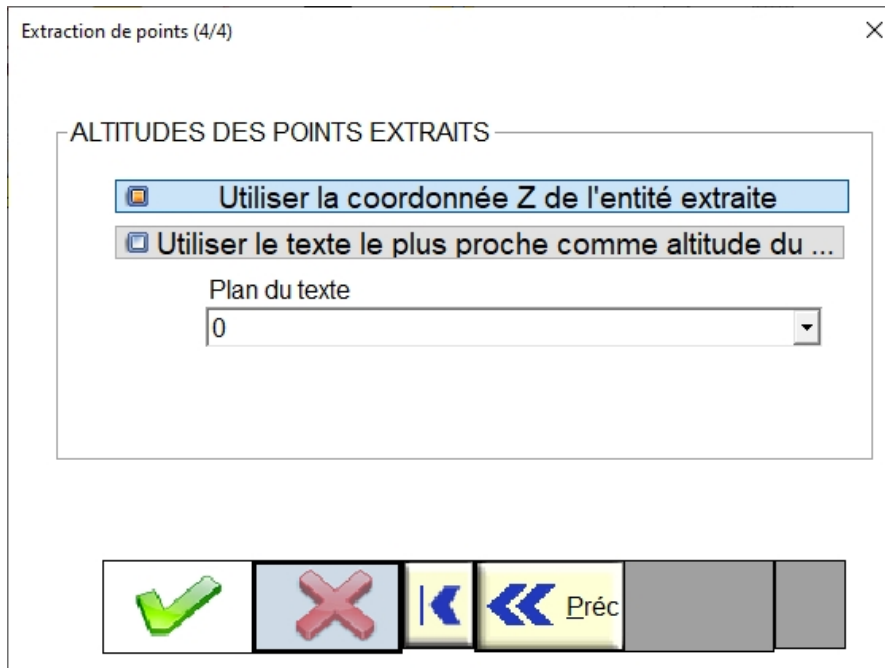 Extraction de points (4/4)
ALTITUDES DES POINTS EXTRAITS
Utiliser la coordonnée Z de l'entité extraite
Utiliser le texte le plus proche comme altitude du ...
Plan du texte
0
Préc